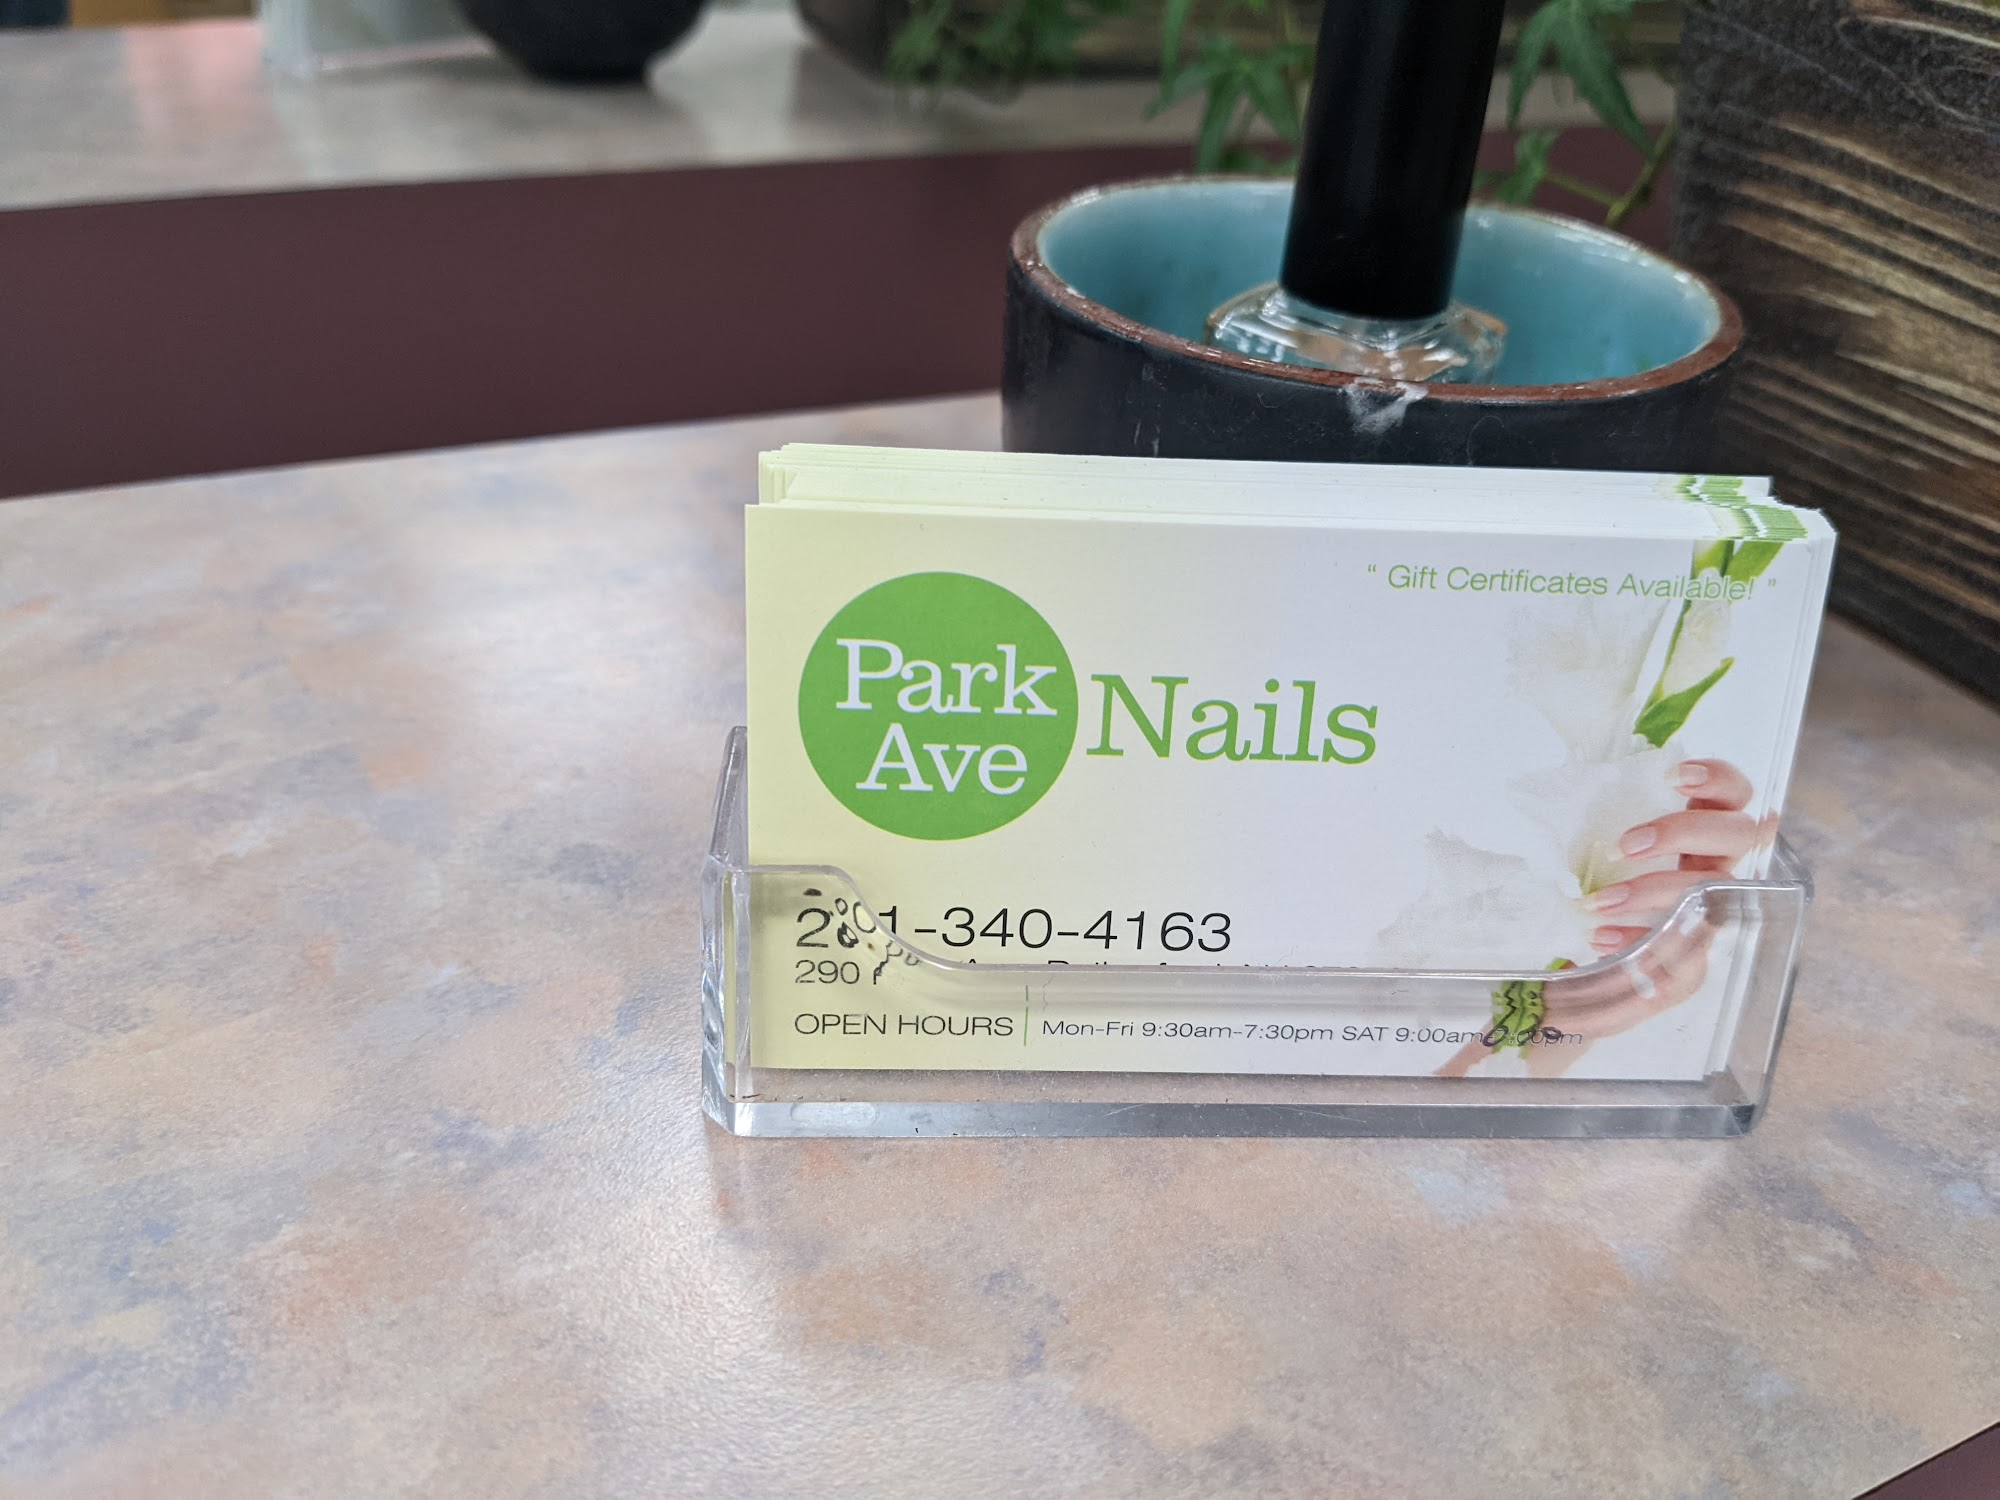 " Gift Certificates Available! "
Park
Ave
Nails
201-340-4163
290
OPEN HOURS
Mon-Fri 9:30am-7:30pm SAT 9:00am-